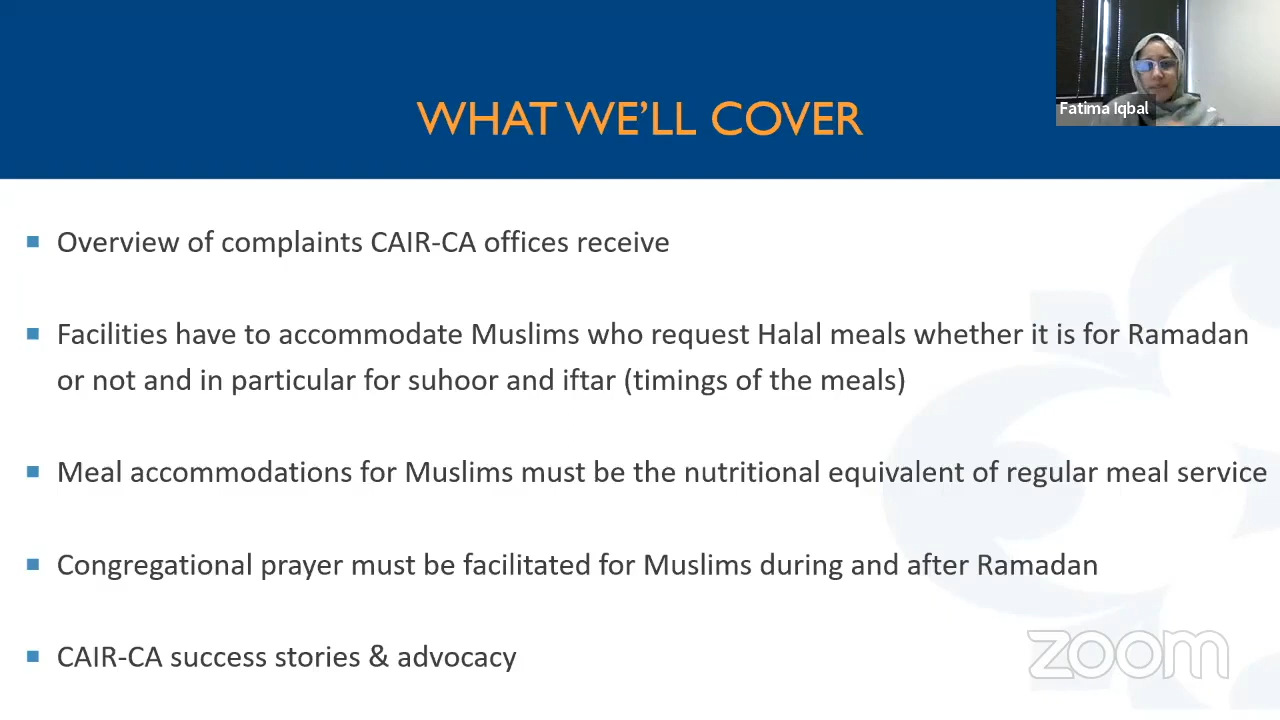 WHAT WE'LL COVER
Fatima Iqbal
▪ Overview of complaints CAIR-CA offices receive
▪ Facilities have to accommodate Muslims who request Halal meals whether it is for Ramadan
or not and in particular for suhoor and iftar (timings of the meals)
▪ Meal accommodations for Muslims must be the nutritional equivalent of regular meal service
▪ Congregational prayer must be facilitated for Muslims during and after Ramadan
▪ CAIR-CA success stories & advocacy
zoom